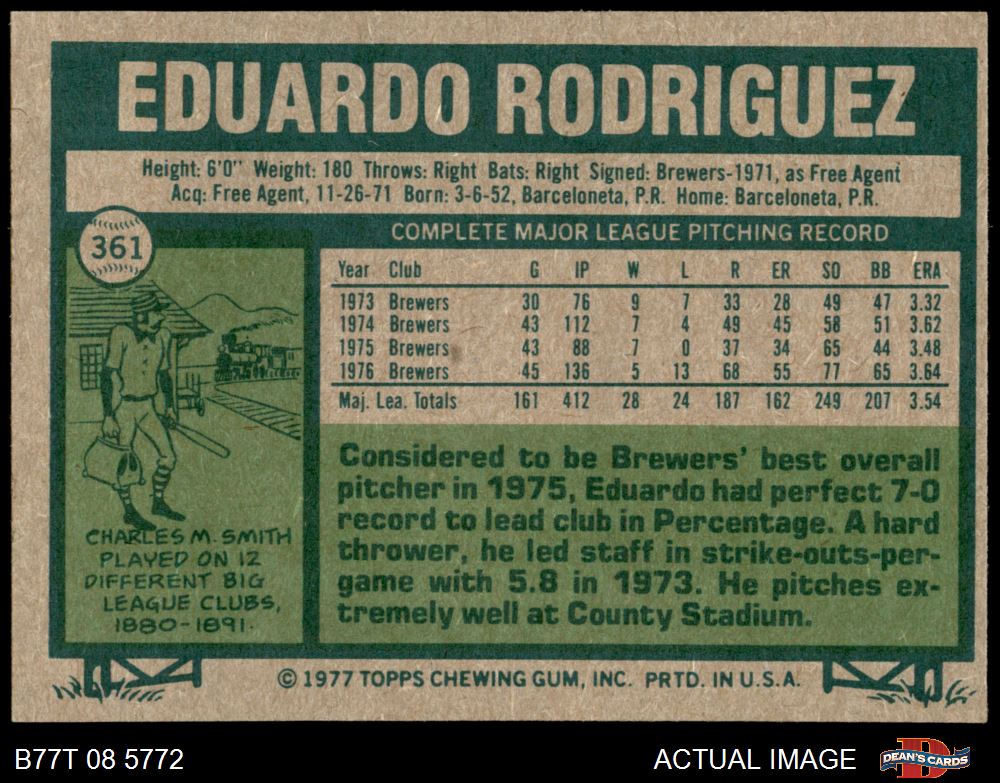 EDUARDO RODRIGUEZ
Height: 6'0" Weight: 180 Throws: Right Bats: Right Signed: Brewers-1971, as Free Agent
Acq: Free Agent, 11-26-71 Born: 3-6-52, Barceloneta, P.R. Home: Barceloneta, P.R.
361
COMPLETE MAJOR LEAGUE PITCHING RECORD
Year Club G IP W L R ER SO BB ERA
1973 Brewers 30 76 9 7 33 28 49 47 3.32
1974 Brewers 43 112 7 4 49 45 58 51 3.62
1975 Brewers 43 88 7 0 37 34 65 44 3.48
1976 Brewers 45 136 5 13 68 55 77 65 3.64
Maj. Lea. Totals 161 412 28 24 187 162 249 207 3.54
Considered to be Brewers' best overall
pitcher in 1975, Eduardo had perfect 7-0
record to lead club in Percentage. A hard
thrower, he led staff in strike-outs-per-
game with 5.8 in 1973. He pitches ex-
tremely well at County Stadium.
CHARLES M. SMITH
PLAYED ON 12
DIFFERENT BIG
LEAGUE CLUBS,
1880-1891.
© 1977 TOPPS CHEWING GUM, INC. PRTD. IN U.S.A.
B77T 08 5772
ACTUAL IMAGE
D
DEAN'S CARDS